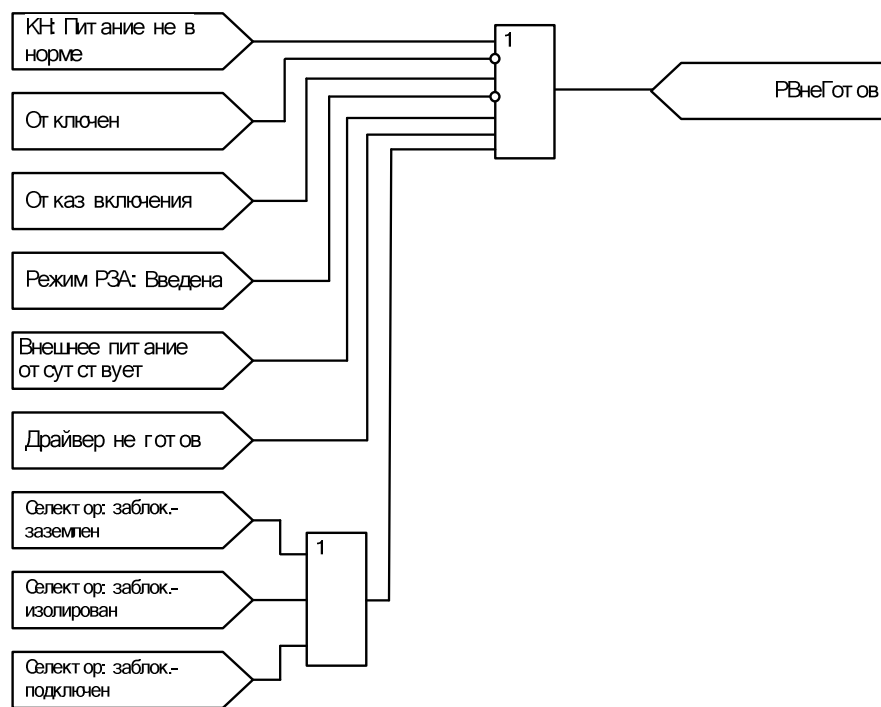 КН: Питание не в
норме
1
Отключен
РВнеГотов
Отказ включения
Режим РЗА: Введена
Внешнее питание
отсутствует
Драйвер не готов
Селектор: заблок.-
заземлен
1
Селектор: заблок.-
изолирован
Селектор: заблок.-
подключен